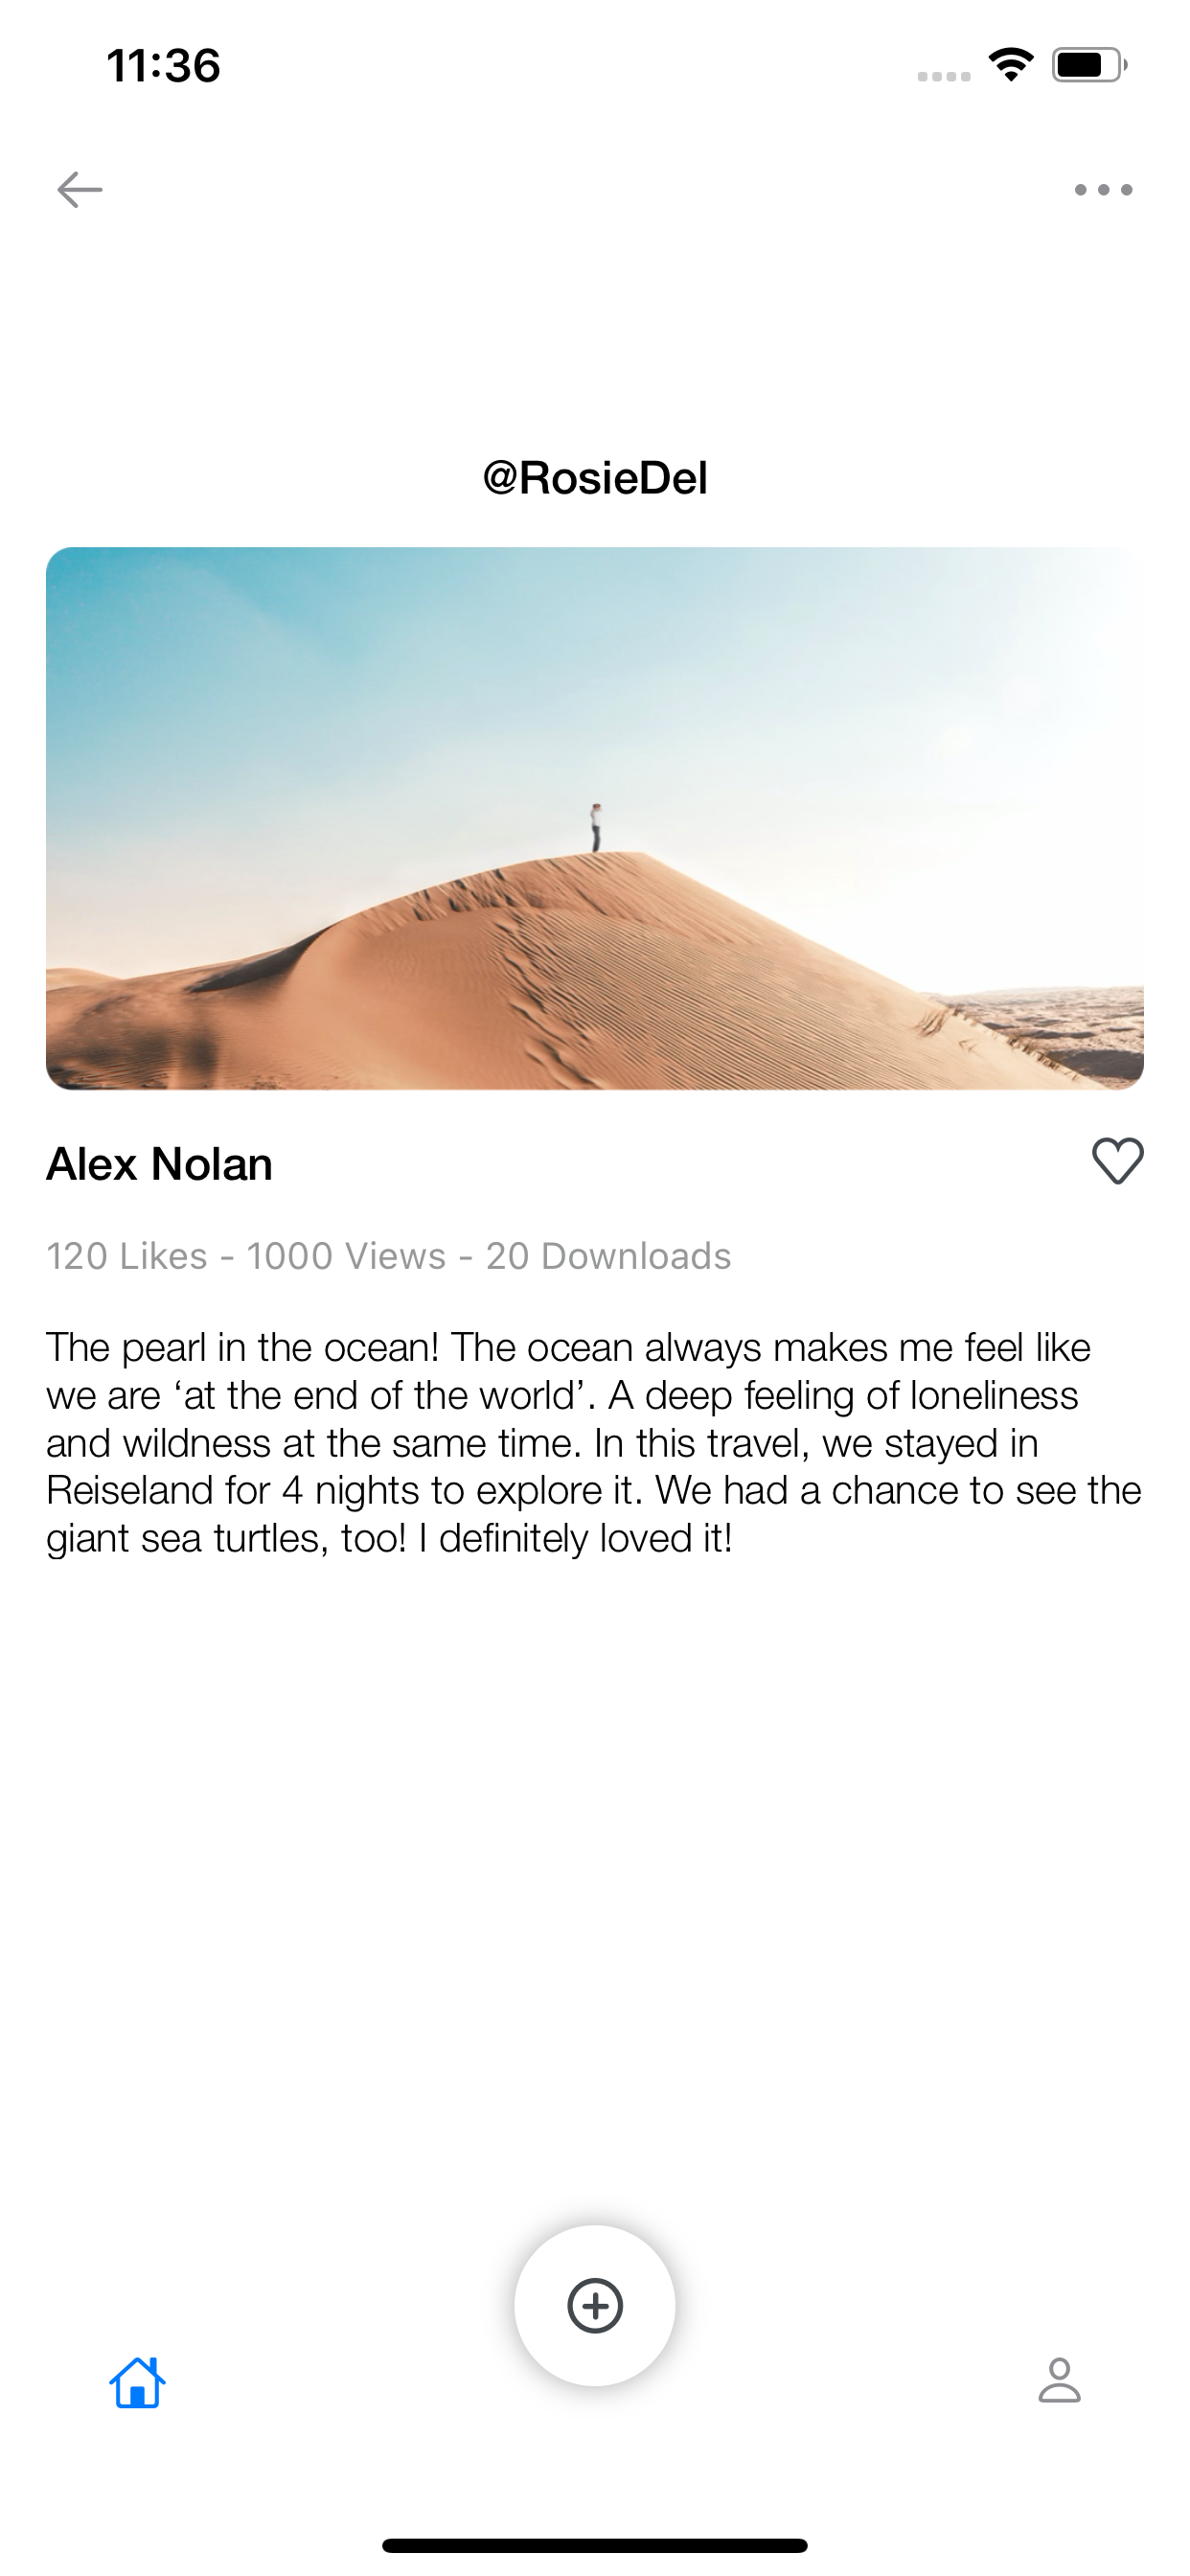 11:36
@RosieDel
Alex Nolan
120 Likes - 1000 Views - 20 Downloads
The pearl in the ocean! The ocean always makes me feel like
we are ‘at the end of the world’. A deep feeling of loneliness
and wildness at the same time. In this travel, we stayed in
Reiseland for 4 nights to explore it. We had a chance to see the
giant sea turtles, too! I definitely loved it!